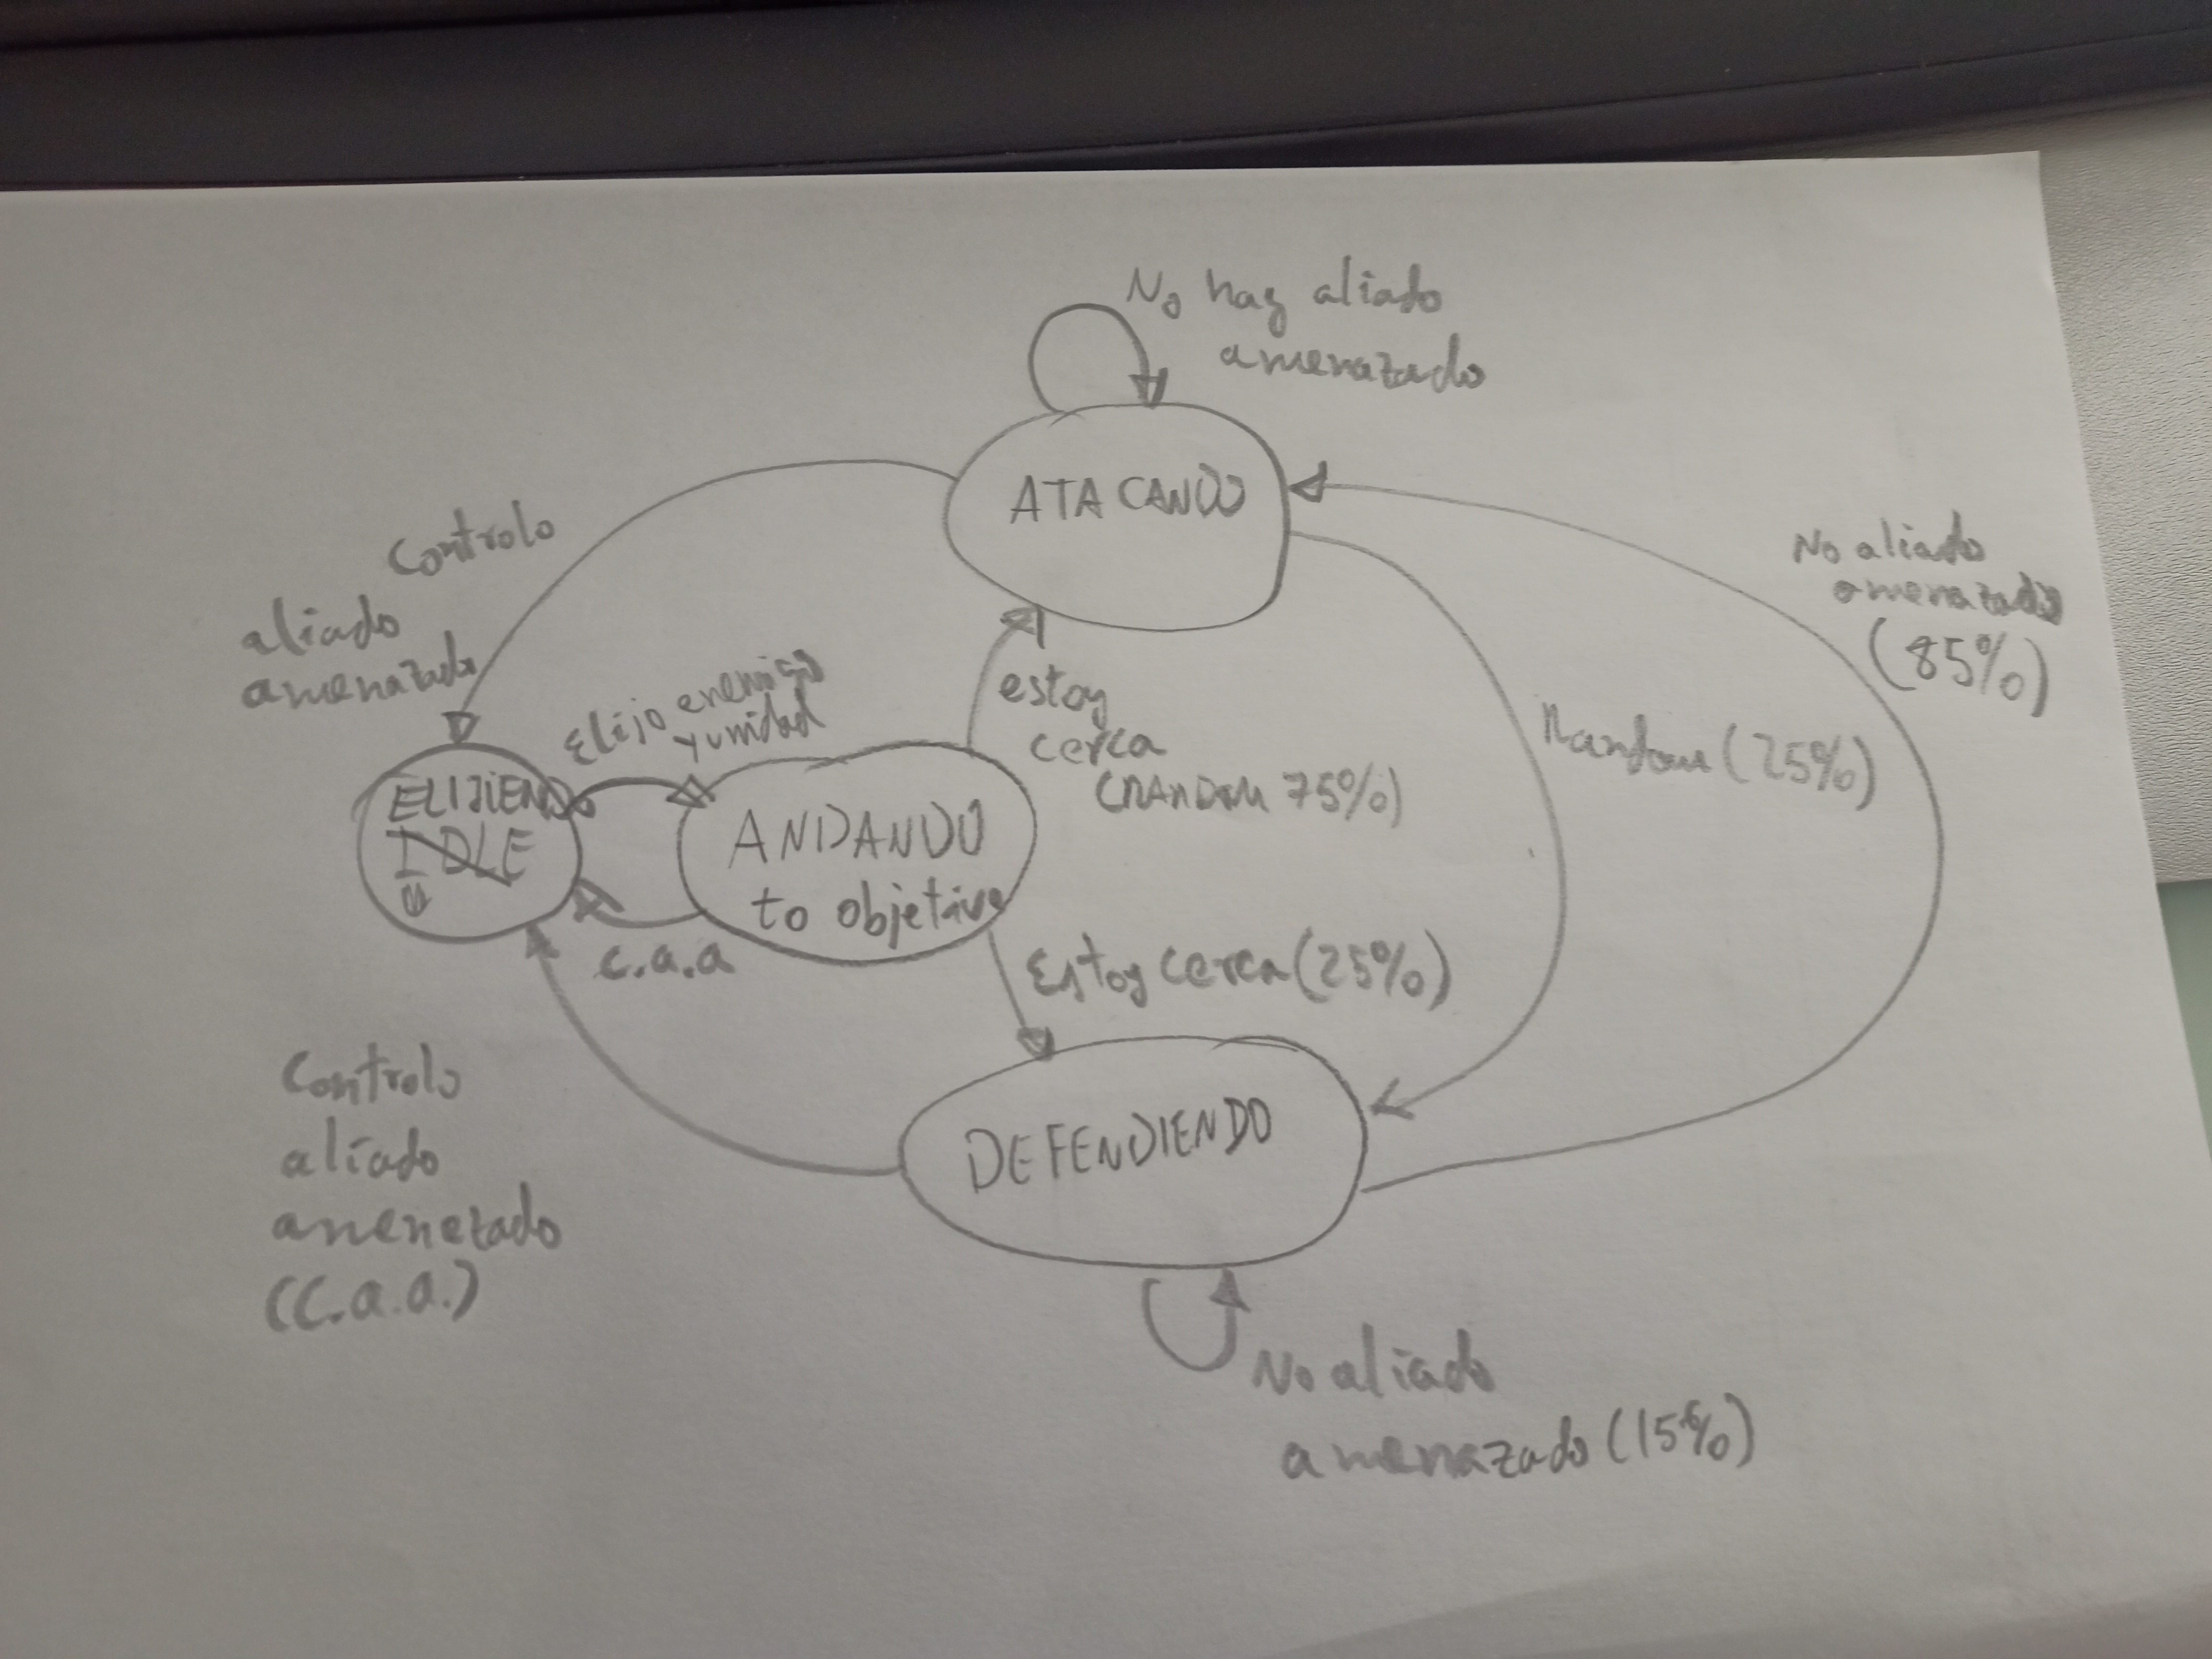 No hay aliado
amenazado
ATACANDO
Controlo
aliado
amenazado
No aliado
amenazado
(85%)
Elijo enemigo
y unidad
estoy
cerca
(RANDOM 75%)
Random (25%)
ELIJIENDO
IDLE
ANDANDO
to objetivo
c.a.a
Estoy cerca (25%)
Controlo
aliado
amenezado
(C.a.a.)
DEFENDIENDO
No aliado
amenazado (15%)